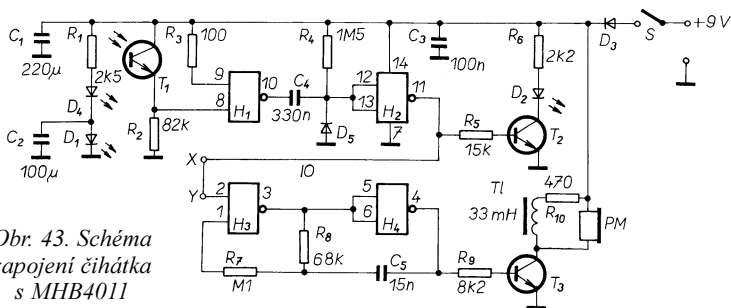 C1
220µ
R1
2k5
D4
C2
100µ
D1
T1
R2
82k
R3
100
9
8
10
H1
C4
330n
R4
1M5
D5
12
13
14
11
H2
7
C3
100n
R6
2k2
D2
T2
R5
15k
D3
S
+9V
X
Y
IO
2
1
3
H3
R7
M1
R8
68k
5
6
4
H4
C5
15n
R9
8k2
T3
Tl
33mH
470
R10
PM
Obr. 43. Schéma
zapojení čihátka
s MHB4011